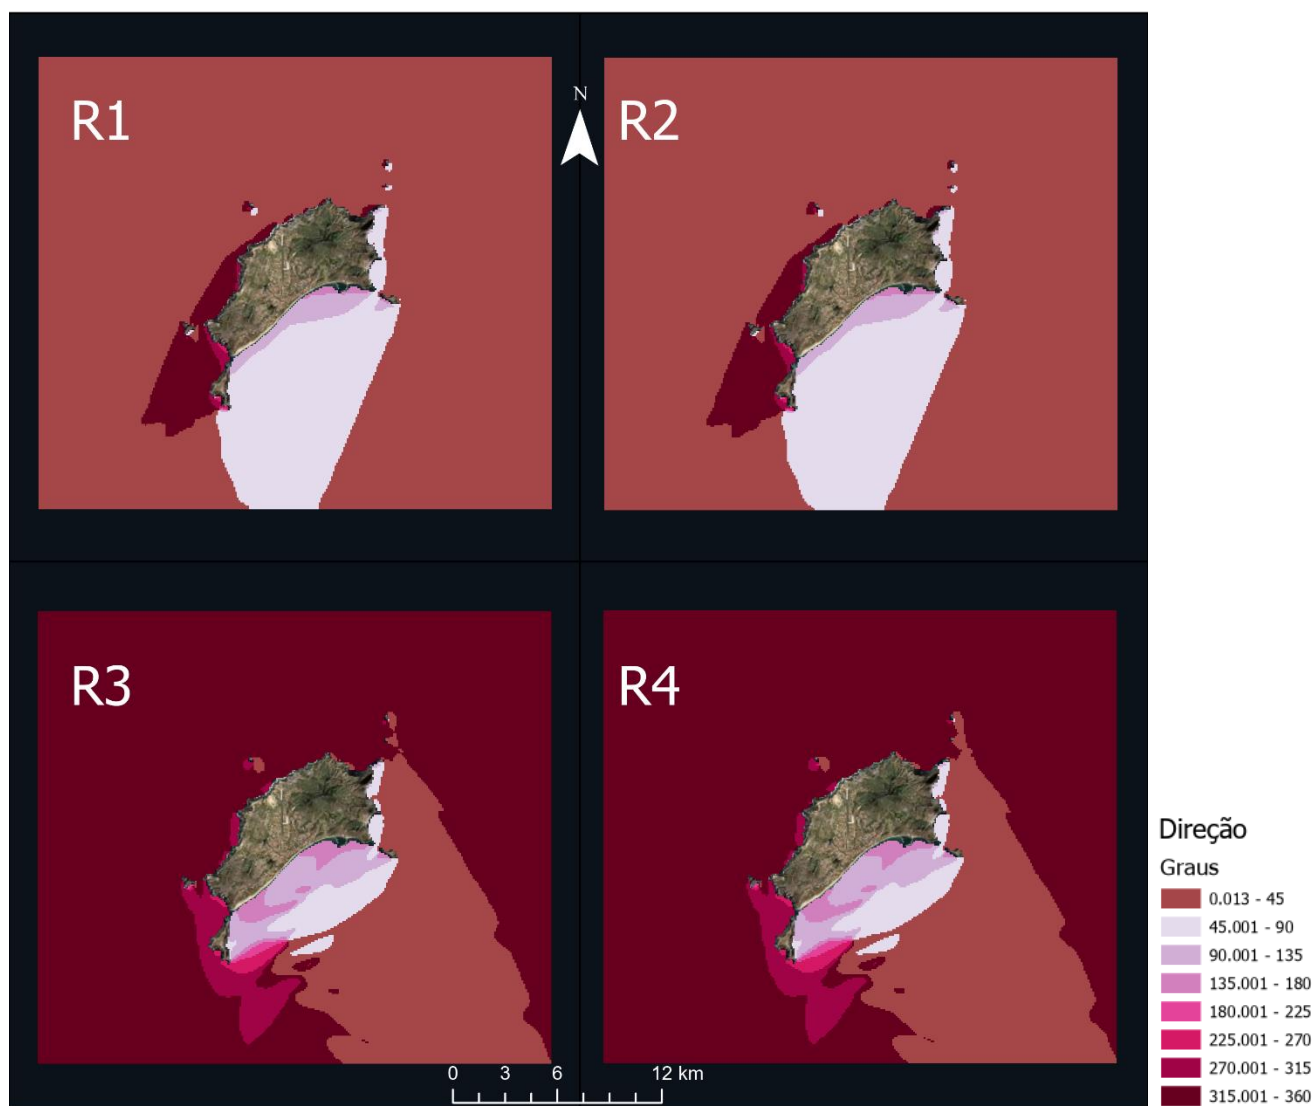 R1
N
R2
R3
R4
0 3 6 12 km
Direção
Graus
0.013 - 45
45.001 - 90
90.001 - 135
135.001 - 180
180.001 - 225
225.001 - 270
270.001 - 315
315.001 - 360